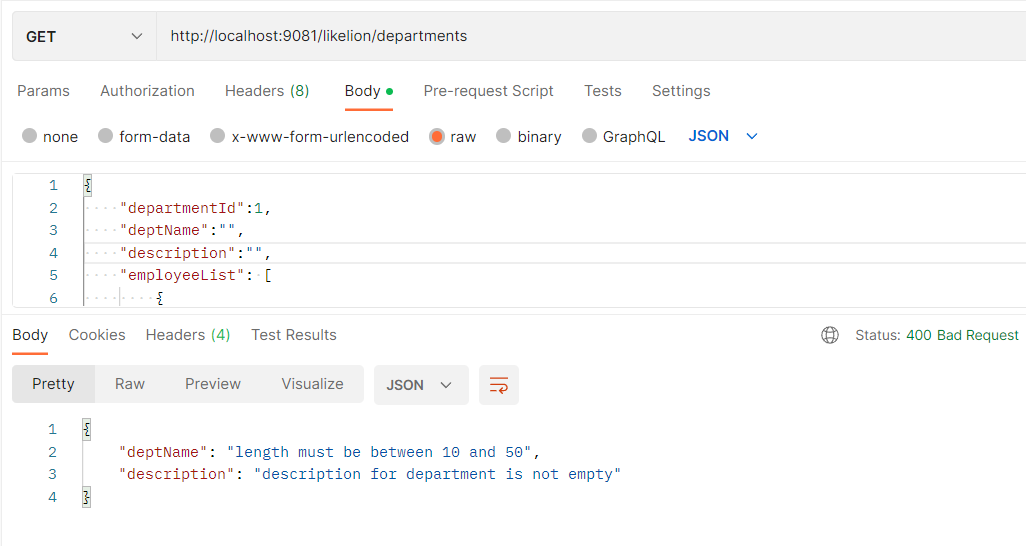 GET http://localhost:9081/likelion/departments
Params Authorization Headers (8) Body Pre-request Script Tests Settings
none form-data x-www-form-urlencoded raw binary GraphQL JSON
1 {
2 "departmentId":1,
3 "deptName":"",
4 "description":"",
5 "employeeList": [
6 {
Body Cookies Headers (4) Test Results Status: 400 Bad Request
Pretty Raw Preview Visualize JSON
1 {
2 "deptName": "length must be between 10 and 50",
3 "description": "description for department is not empty"
4 }